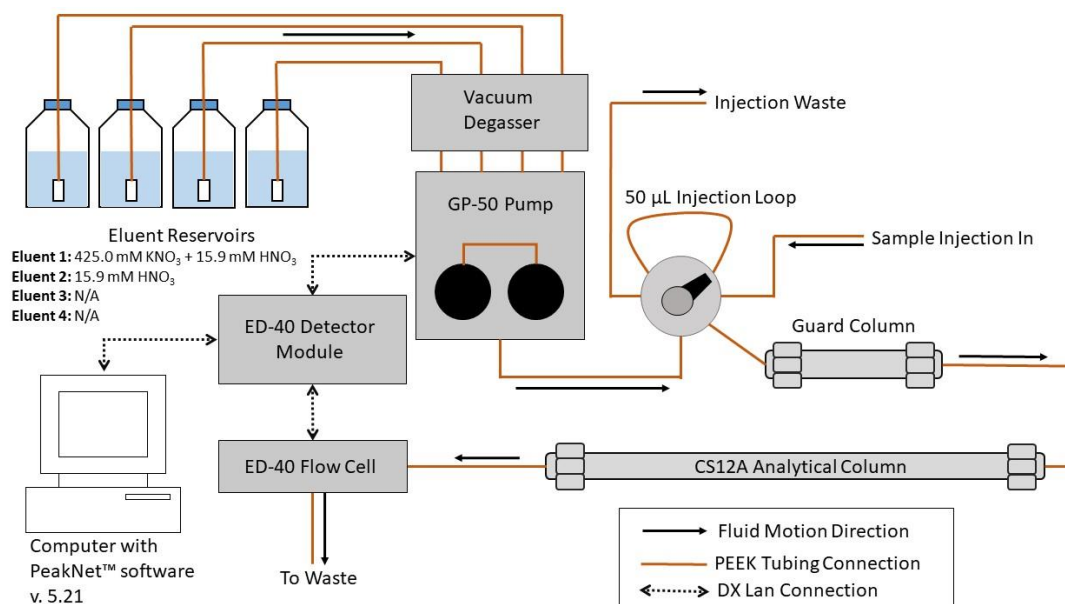 Vacuum
Degasser
Injection Waste
GP-50 Pump
50 µL Injection Loop
Sample Injection In
Eluent Reservoirs
Eluent 1: 425.0 mM KNO₃ + 15.9 mM HNO₃
Eluent 2: 15.9 mM HNO₃
Eluent 3: N/A
Eluent 4: N/A
ED-40 Detector
Module
Guard Column
ED-40 Flow Cell
CS12A Analytical Column
Computer with
PeakNet™ software
v. 5.21
To Waste
Fluid Motion Direction
PEEK Tubing Connection
DX Lan Connection